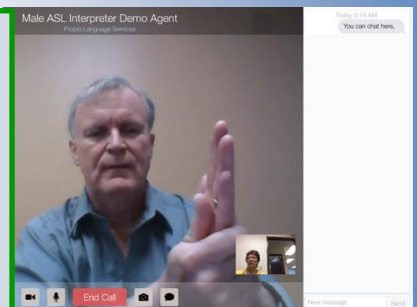 Male ASL Interpreter Demo Agent
Propio Language Services
Today 9:14 AM
You can chat here,
End Call
New message
Send